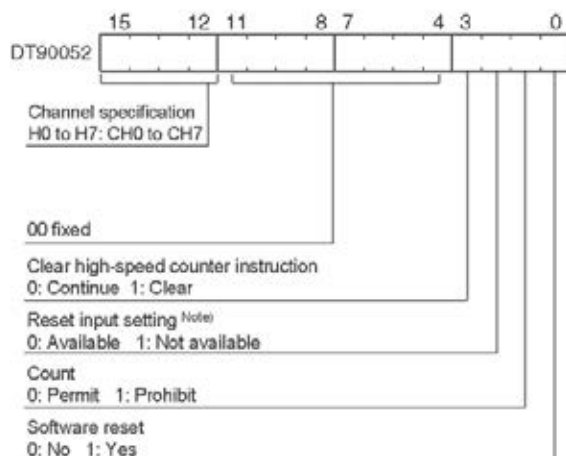 15 12 11 8 7 4 3 0
DT90052
Channel specification
H0 to H7: CH0 to CH7
00 fixed
Clear high-speed counter instruction
0: Continue 1: Clear
Reset input setting Note)
0: Available 1: Not available
Count
0: Permit 1: Prohibit
Software reset
0: No 1: Yes